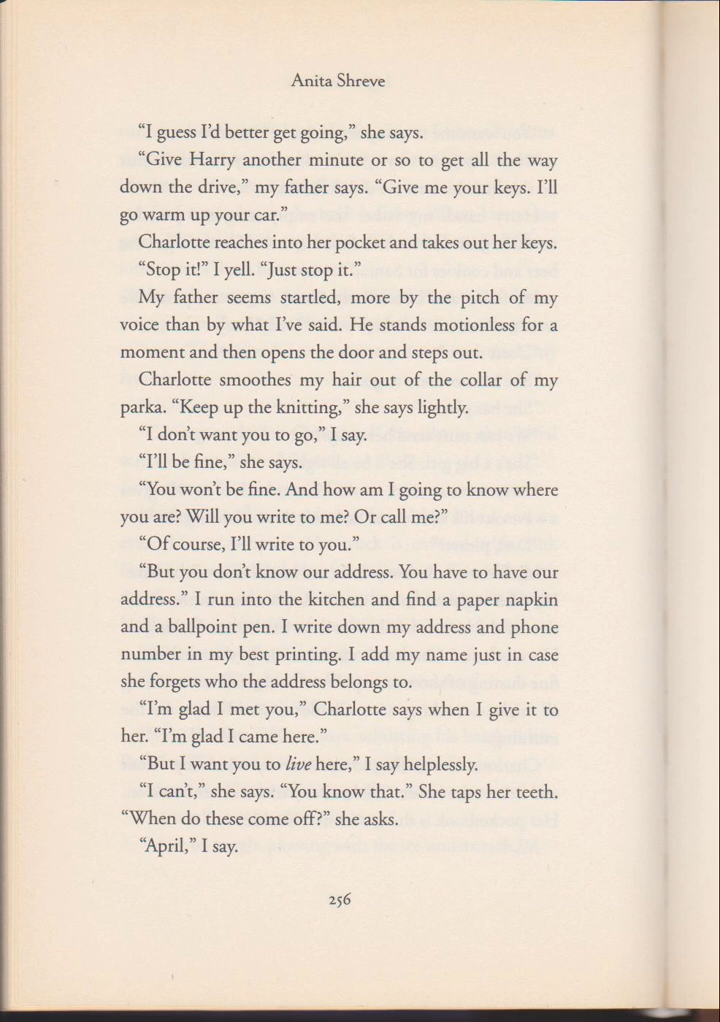 Anita Shreve
“I guess I’d better get going,” she says.
“Give Harry another minute or so to get all the way
down the drive,” my father says. “Give me your keys. I’ll
go warm up your car.”
Charlotte reaches into her pocket and takes out her keys.
“Stop it!” I yell. “Just stop it.”
My father seems startled, more by the pitch of my
voice than by what I’ve said. He stands motionless for a
moment and then opens the door and steps out.
Charlotte smoothes my hair out of the collar of my
parka. “Keep up the knitting,” she says lightly.
“I don’t want you to go,” I say.
“I’ll be fine,” she says.
“You won’t be fine. And how am I going to know where
you are? Will you write to me? Or call me?”
“Of course, I’ll write to you.”
“But you don’t know our address. You have to have our
address.” I run into the kitchen and find a paper napkin
and a ballpoint pen. I write down my address and phone
number in my best printing. I add my name just in case
she forgets who the address belongs to.
“I’m glad I met you,” Charlotte says when I give it to
her. “I’m glad I came here.”
“But I want you to live here,” I say helplessly.
“I can’t,” she says. “You know that.” She taps her teeth.
“When do these come off?” she asks.
“April,” I say.
256